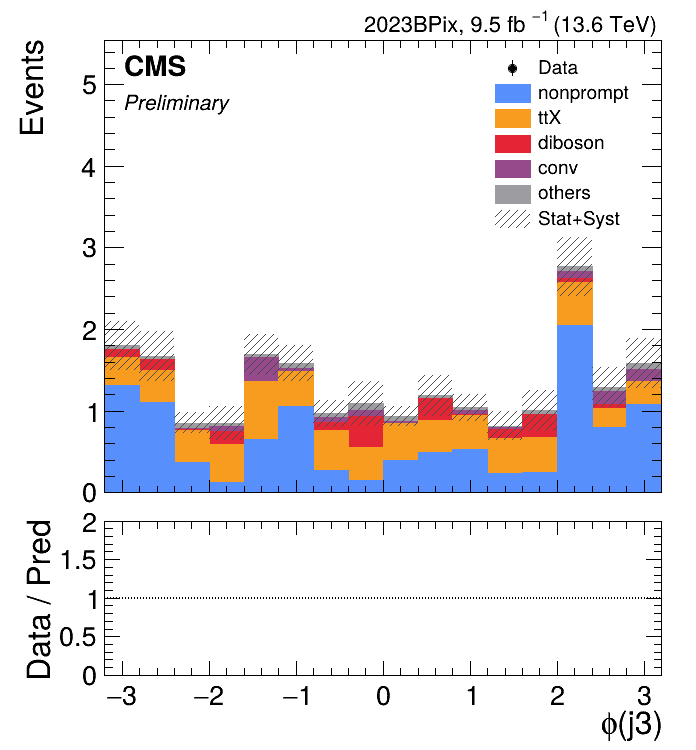 2023BPix, 9.5 fb⁻¹ (13.6 TeV)
CMS
Preliminary
Data
nonprompt
ttX
diboson
conv
others
Stat+Syst
Events
5
4
3
2
1
0
Data / Pred
2
1.5
1
0.5
0
−3 −2 −1 0 1 2 3
ϕ(j3)